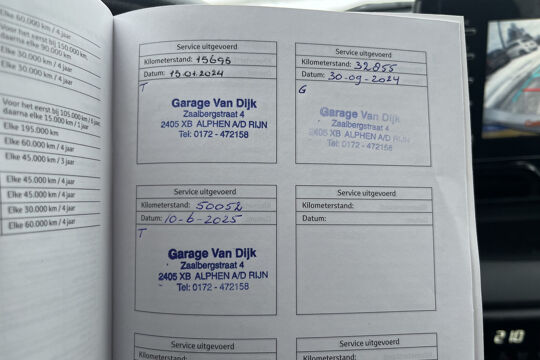 Elke 60.000 km / 4 jaar
Voor het eerst bij 150.000,
daarna elke 90.000 km
Elke 30.000 km / 4 jaar
Elke 30.000 km / 4 jaar
Voor het eerst bij 105.000 km / 6 jaar,
daarna elke 15.000 km / 1 jaar
Elke 195.000 km
Elke 60.000 km / 4 jaar
Elke 45.000 km / 3 jaar
Elke 45.000 km / 4 jaar
Elke 45.000 km / 4 jaar
Elke 30.000 km / 4 jaar
Elke 60.000 km / 4 jaar
Service uitgevoerd
Kilometerstand: 15695
Datum: 15-01-2024
T
Garage Van Dijk
Zaalbergstraat 4
2405 XB ALPHEN A/D RIJN
Tel: 0172 - 472158
Service uitgevoerd
Kilometerstand: 32855
Datum: 30-09-2024
G
Garage Van Dijk
Zaalbergstraat 4
2405 XB ALPHEN A/D RIJN
Tel: 0172 - 472158
Service uitgevoerd
Kilometerstand: 50052
Datum: 10-6-2025
T
Garage Van Dijk
Zaalbergstraat 4
2405 XB ALPHEN A/D RIJN
Tel: 0172 - 472158
Service uitgevoerd
Kilometerstand:
Datum:
Service uitgevoerd
Kilometerstand:
Service uitgevoerd
Kilometerstand: